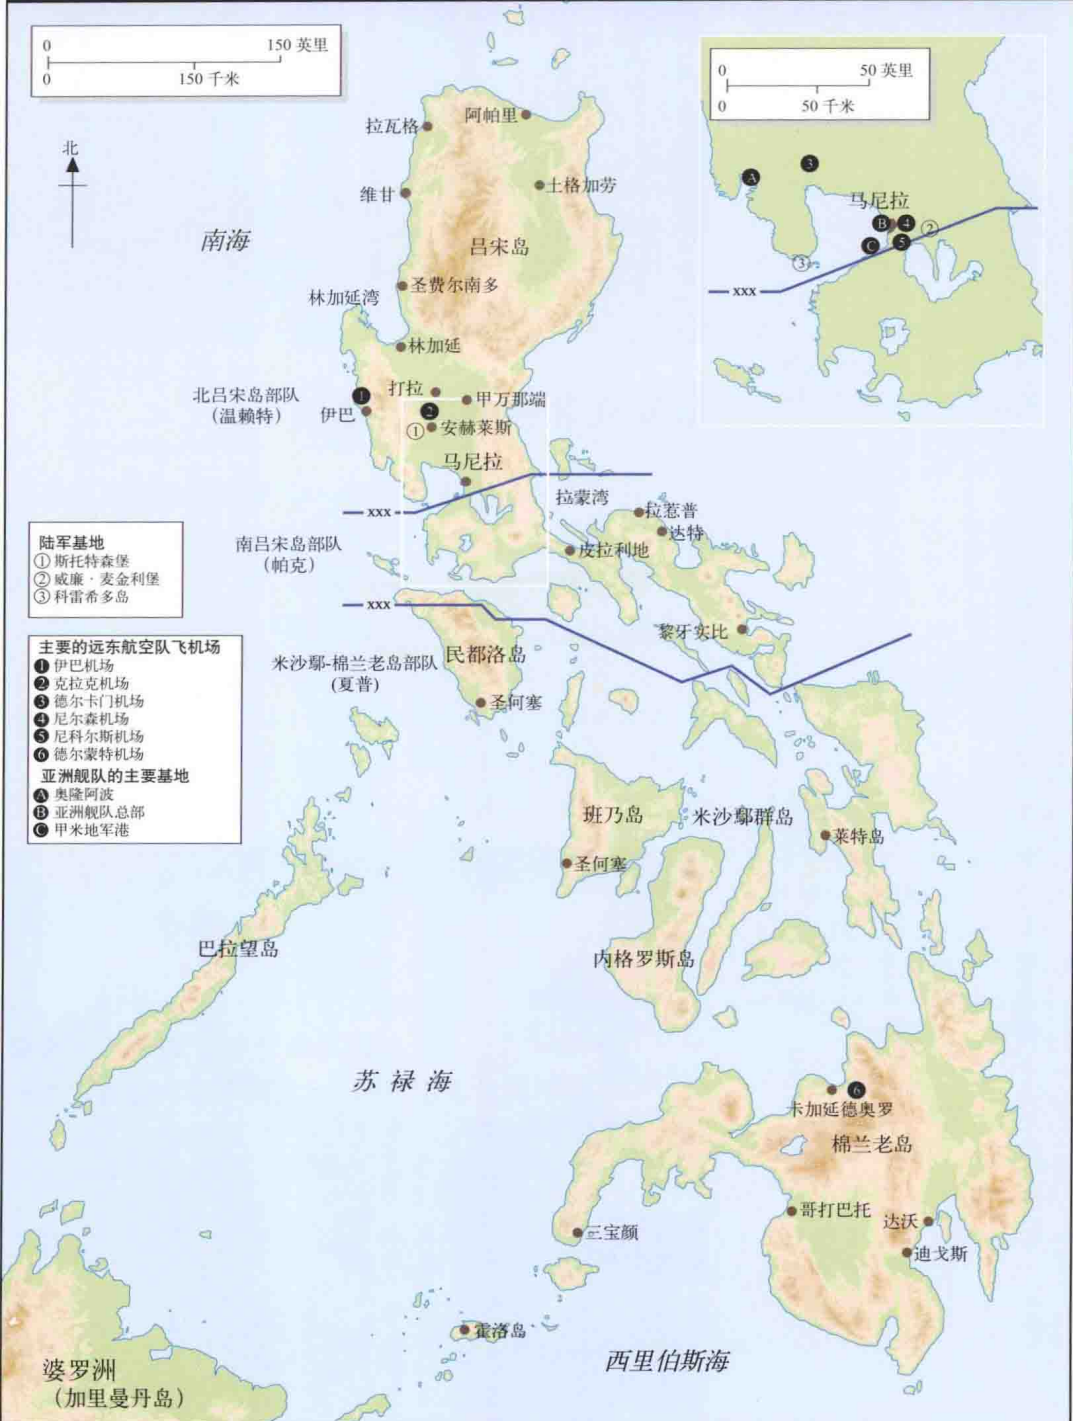 0 150 英里
0 150 千米
北
南海
阿帕里
拉瓦格
土格加劳
维甘
吕宋岛
圣费尔南多
林加延湾
林加延
北吕宋岛部队
(温赖特)
打拉
甲万那端
❶
伊巴
❷
① 安赫莱斯
马尼拉
拉蒙湾
xxx
拉惹普
达特
南吕宋岛部队
(帕克)
皮拉利地
xxx
黎牙实比
米沙鄢-棉兰老岛部队
(夏普)
民都洛岛
圣何塞
班乃岛
米沙鄢群岛
莱特岛
圣何塞
巴拉望岛
内格罗斯岛
苏禄海
❻
卡加延德奥罗
棉兰老岛
哥打巴托
达沃
三宝颜
迪戈斯
霍洛岛
西里伯斯海
婆罗洲
(加里曼丹岛)
0 50 英里
0 50 千米
A
❸
马尼拉
B ❹
②
C ❺
③
xxx
陆军基地
① 斯托特森堡
② 威廉·麦金利堡
③ 科雷希多岛
主要的远东航空队飞机场
❶ 伊巴机场
❷ 克拉克机场
❸ 德尔卡门机场
❹ 尼尔森机场
❺ 尼科尔斯机场
❻ 德尔蒙特机场
亚洲舰队的主要基地
A 奥隆阿波
B 亚洲舰队总部
C 甲米地军港